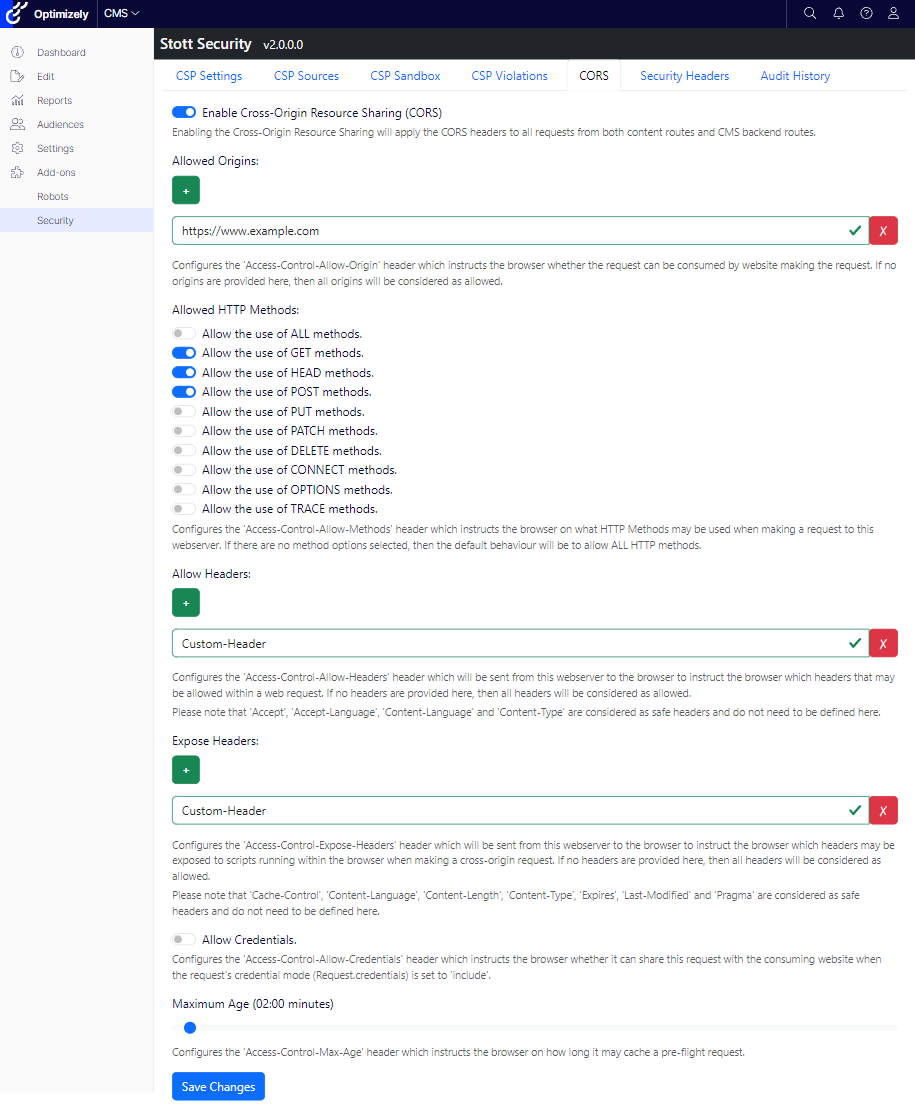 Optimizely CMS
Stott Security v2.0.0.0
Dashboard
Edit
Reports
Audiences
Settings
Add-ons
Robots
Security
CSP Settings CSP Sources CSP Sandbox CSP Violations CORS Security Headers Audit History
Enable Cross-Origin Resource Sharing (CORS)
Enabling the Cross-Origin Resource Sharing will apply the CORS headers to all requests from both content routes and CMS backend routes.
Allowed Origins:
+
https://www.example.com X
Configures the 'Access-Control-Allow-Origin' header which instructs the browser whether the request can be consumed by website making the request. If no
origins are provided here, then all origins will be considered as allowed.
Allowed HTTP Methods:
Allow the use of ALL methods.
Allow the use of GET methods.
Allow the use of HEAD methods.
Allow the use of POST methods.
Allow the use of PUT methods.
Allow the use of PATCH methods.
Allow the use of DELETE methods.
Allow the use of CONNECT methods.
Allow the use of OPTIONS methods.
Allow the use of TRACE methods.
Configures the 'Access-Control-Allow-Methods' header which instructs the browser on what HTTP Methods may be used when making a request to this
webserver. If there are no method options selected, then the default behaviour will be to allow ALL HTTP methods.
Allow Headers:
+
Custom-Header X
Configures the 'Access-Control-Allow-Headers' header which will be sent from this webserver to the browser to instruct the browser which headers that may
be allowed within a web request. If no headers are provided here, then all headers will be considered as allowed.
Please note that 'Accept', 'Accept-Language', 'Content-Language' and 'Content-Type' are considered as safe headers and do not need to be defined here.
Expose Headers:
+
Custom-Header X
Configures the 'Access-Control-Expose-Headers' header which will be sent from this webserver to the browser to instruct the browser which headers may be
exposed to scripts running within the browser when making a cross-origin request. If no headers are provided here, then all headers will be considered as
allowed.
Please note that 'Cache-Control', 'Content-Language', 'Content-Length', 'Content-Type', 'Expires', 'Last-Modified' and 'Pragma' are considered as safe
headers and do not need to be defined here.
Allow Credentials.
Configures the 'Access-Control-Allow-Credentials' header which instructs the browser whether it can share this request with the consuming website when
the request's credential mode (Request.credentials) is set to 'include'.
Maximum Age (02:00 minutes)
Configures the 'Access-Control-Max-Age' header which instructs the browser on how long it may cache a pre-flight request.
Save Changes